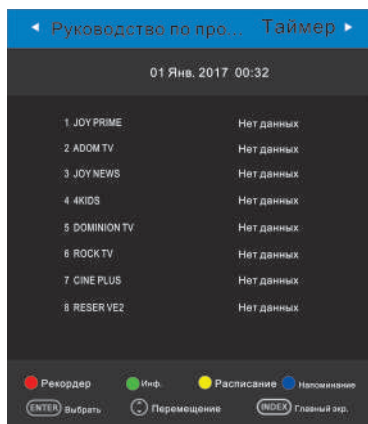 Руководство по про... Таймер
01 Янв. 2017 00:32
1 JOY PRIME Нет данных
2 ADOM TV Нет данных
3 JOY NEWS Нет данных
4 4KIDS Нет данных
5 DOMINION TV Нет данных
6 ROCK TV Нет данных
7 CINE PLUS Нет данных
8 RESER VE2 Нет данных
Рекордер Инф. Расписание Напоминание
ENTER Выбрать Перемещение INDEX Главный экр.